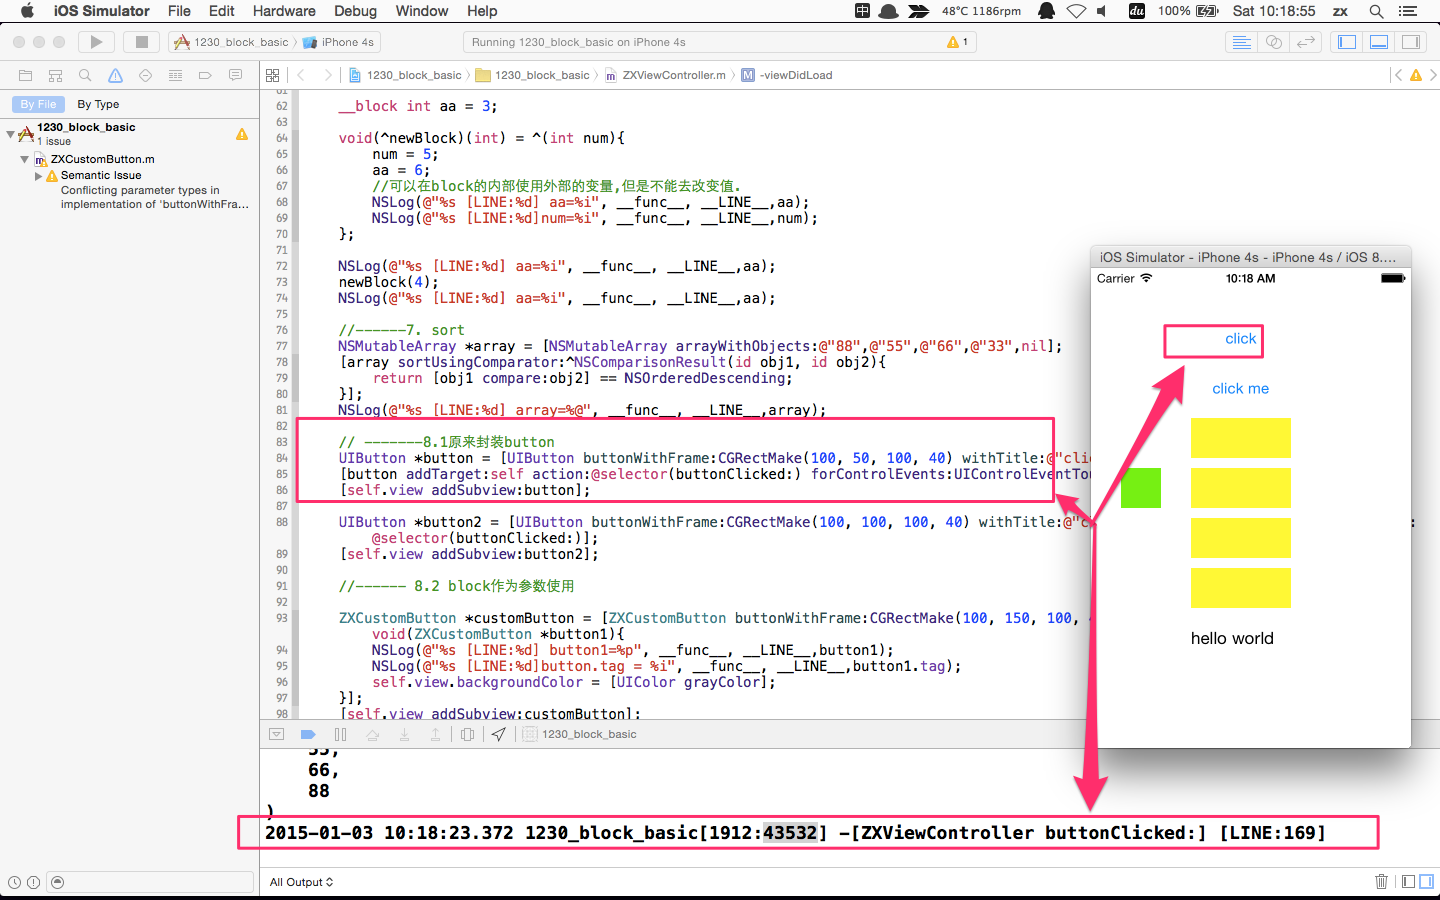 iOS Simulator File Edit Hardware Debug Window Help
中 48°C 1186rpm du 100% Sat 10:18:55 zx
1230_block_basic iPhone 4s
Running 1230_block_basic on iPhone 4s
1
1230_block_basic 1230_block_basic ZXViewController.m M -viewDidLoad
By File By Type
1230_block_basic
1 issue
ZXCustomButton.m
Semantic Issue
Conflicting parameter types in
implementation of 'buttonWithFra...
61
62 __block int aa = 3;
63
64 void(^newBlock)(int) = ^(int num){
65 num = 5;
66 aa = 6;
67 //可以在block的内部使用外部的变量,但是不能去改变值.
68 NSLog(@"%s [LINE:%d] aa=%i", __func__, __LINE__,aa);
69 NSLog(@"%s [LINE:%d]num=%i", __func__, __LINE__,num);
70 };
71
72 NSLog(@"%s [LINE:%d] aa=%i", __func__, __LINE__,aa);
73 newBlock(4);
74 NSLog(@"%s [LINE:%d] aa=%i", __func__, __LINE__,aa);
75
76 //------7. sort
77 NSMutableArray *array = [NSMutableArray arrayWithObjects:@"88",@"55",@"66",@"33",nil];
78 [array sortUsingComparator:^NSComparisonResult(id obj1, id obj2){
79 return [obj1 compare:obj2] == NSOrderedDescending;
80 }];
81 NSLog(@"%s [LINE:%d] array=%@", __func__, __LINE__,array);
82
83 // -------8.1原来封装button
84 UIButton *button = [UIButton buttonWithFrame:CGRectMake(100, 50, 100, 40) withTitle:@"clic
85 [button addTarget:self action:@selector(buttonClicked:) forControlEvents:UIControlEventTou
86 [self.view addSubview:button];
87
88 UIButton *button2 = [UIButton buttonWithFrame:CGRectMake(100, 100, 100, 40) withTitle:@"cl :
@selector(buttonClicked:)];
89 [self.view addSubview:button2];
90
91 //------ 8.2 block作为参数使用
92
93 ZXCustomButton *customButton = [ZXCustomButton buttonWithFrame:CGRectMake(100, 150, 100,
void(ZXCustomButton *button1){
94 NSLog(@"%s [LINE:%d] button1=%p", __func__, __LINE__,button1);
95 NSLog(@"%s [LINE:%d]button.tag = %i", __func__, __LINE__,button1.tag);
96 self.view.backgroundColor = [UIColor grayColor];
97 }];
98 [self.view addSubview:customButton];
iOS Simulator - iPhone 4s - iPhone 4s / iOS 8....
Carrier 10:18 AM
click
click me
hello world
1230_block_basic
55,
66,
88
)
2015-01-03 10:18:23.372 1230_block_basic[1912:43532] -[ZXViewController buttonClicked:] [LINE:169]
All Output